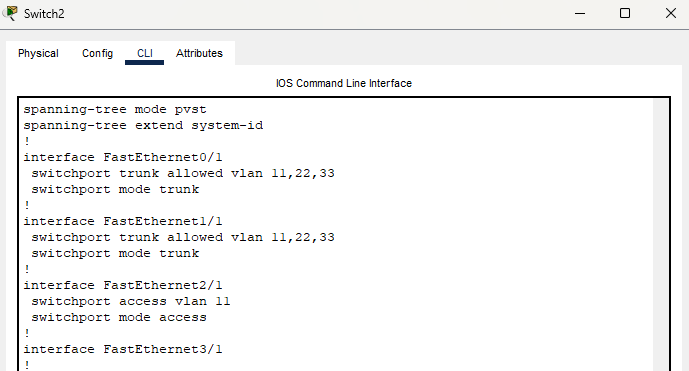 Switch2
Physical Config CLI Attributes
IOS Command Line Interface
spanning-tree mode pvst
spanning-tree extend system-id
!
interface FastEthernet0/1
 switchport trunk allowed vlan 11,22,33
 switchport mode trunk
!
interface FastEthernet1/1
 switchport trunk allowed vlan 11,22,33
 switchport mode trunk
!
interface FastEthernet2/1
 switchport access vlan 11
 switchport mode access
!
interface FastEthernet3/1
!